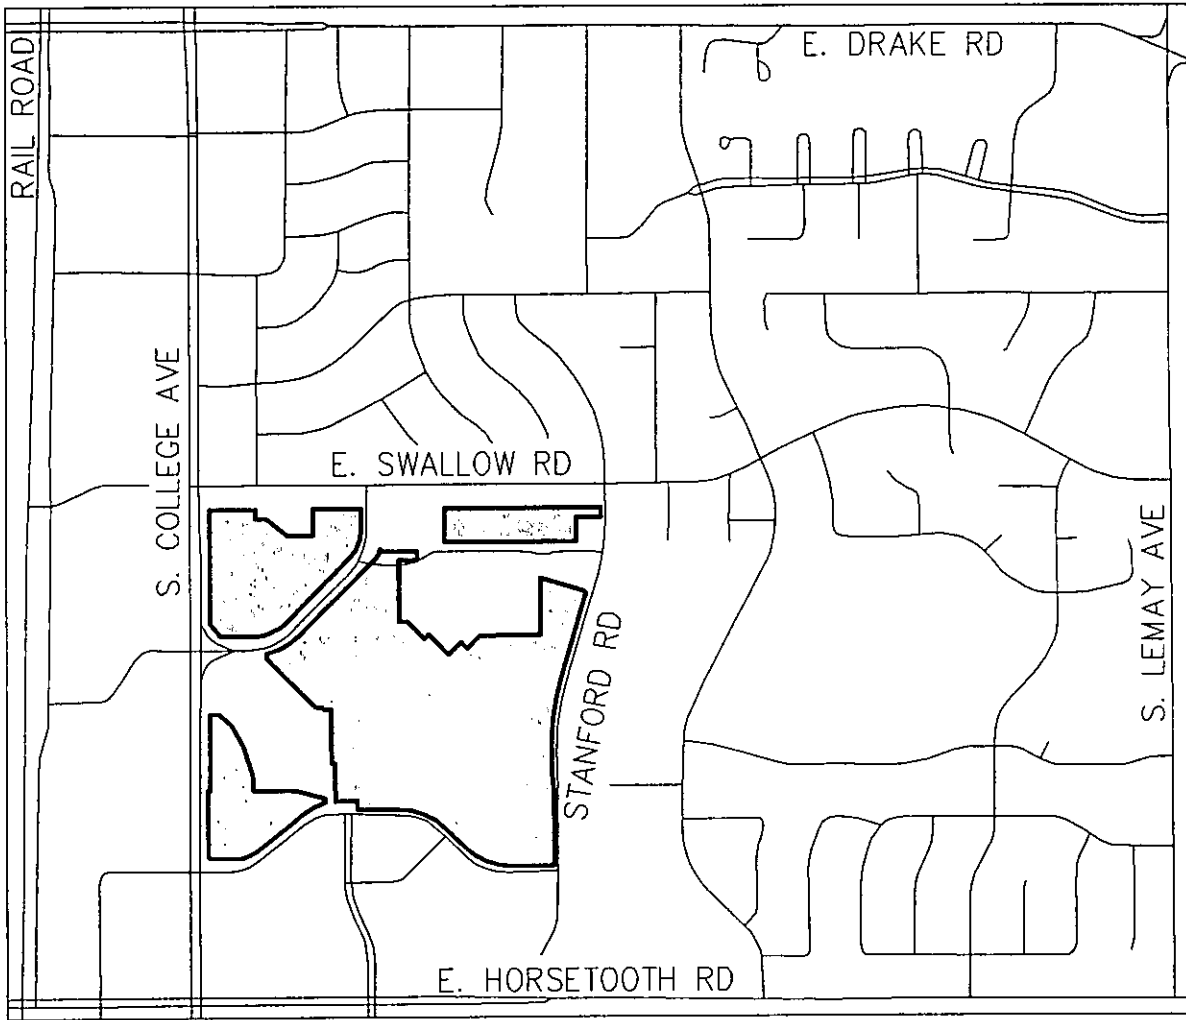 E. DRAKE RD
RAIL ROAD
S. COLLEGE AVE
E. SWALLOW RD
STANFORD RD
S. LEMAY AVE
E. HORSETOOTH RD